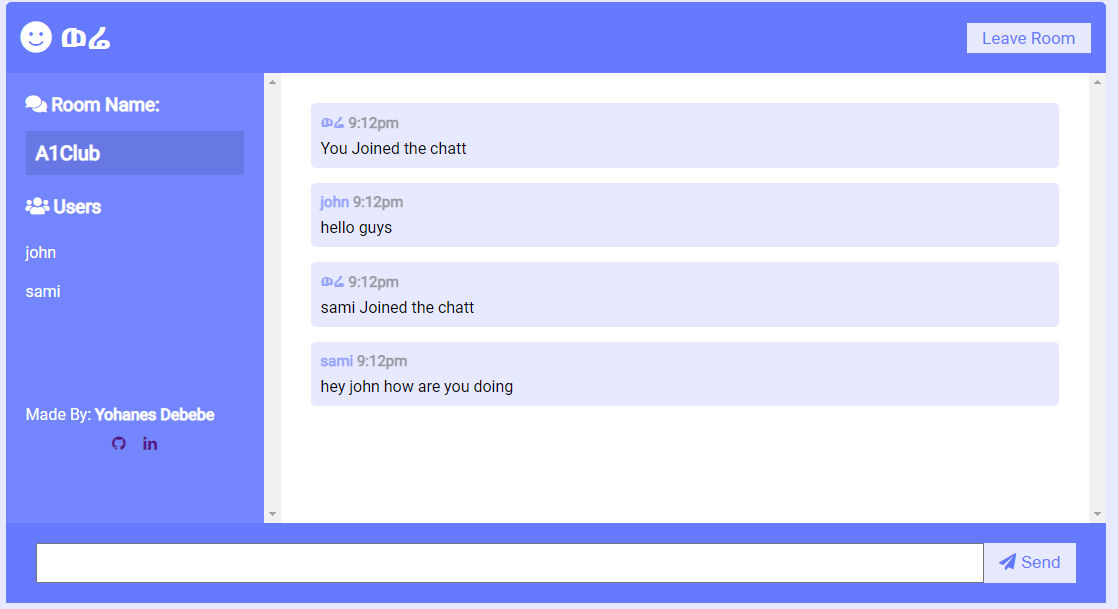 ወሬ
Leave Room
Room Name:
A1Club
Users
john
sami
Made By: Yohanes Debebe
ወሬ 9:12pm
You Joined the chatt
john 9:12pm
hello guys
ወሬ 9:12pm
sami Joined the chatt
sami 9:12pm
hey john how are you doing
Send